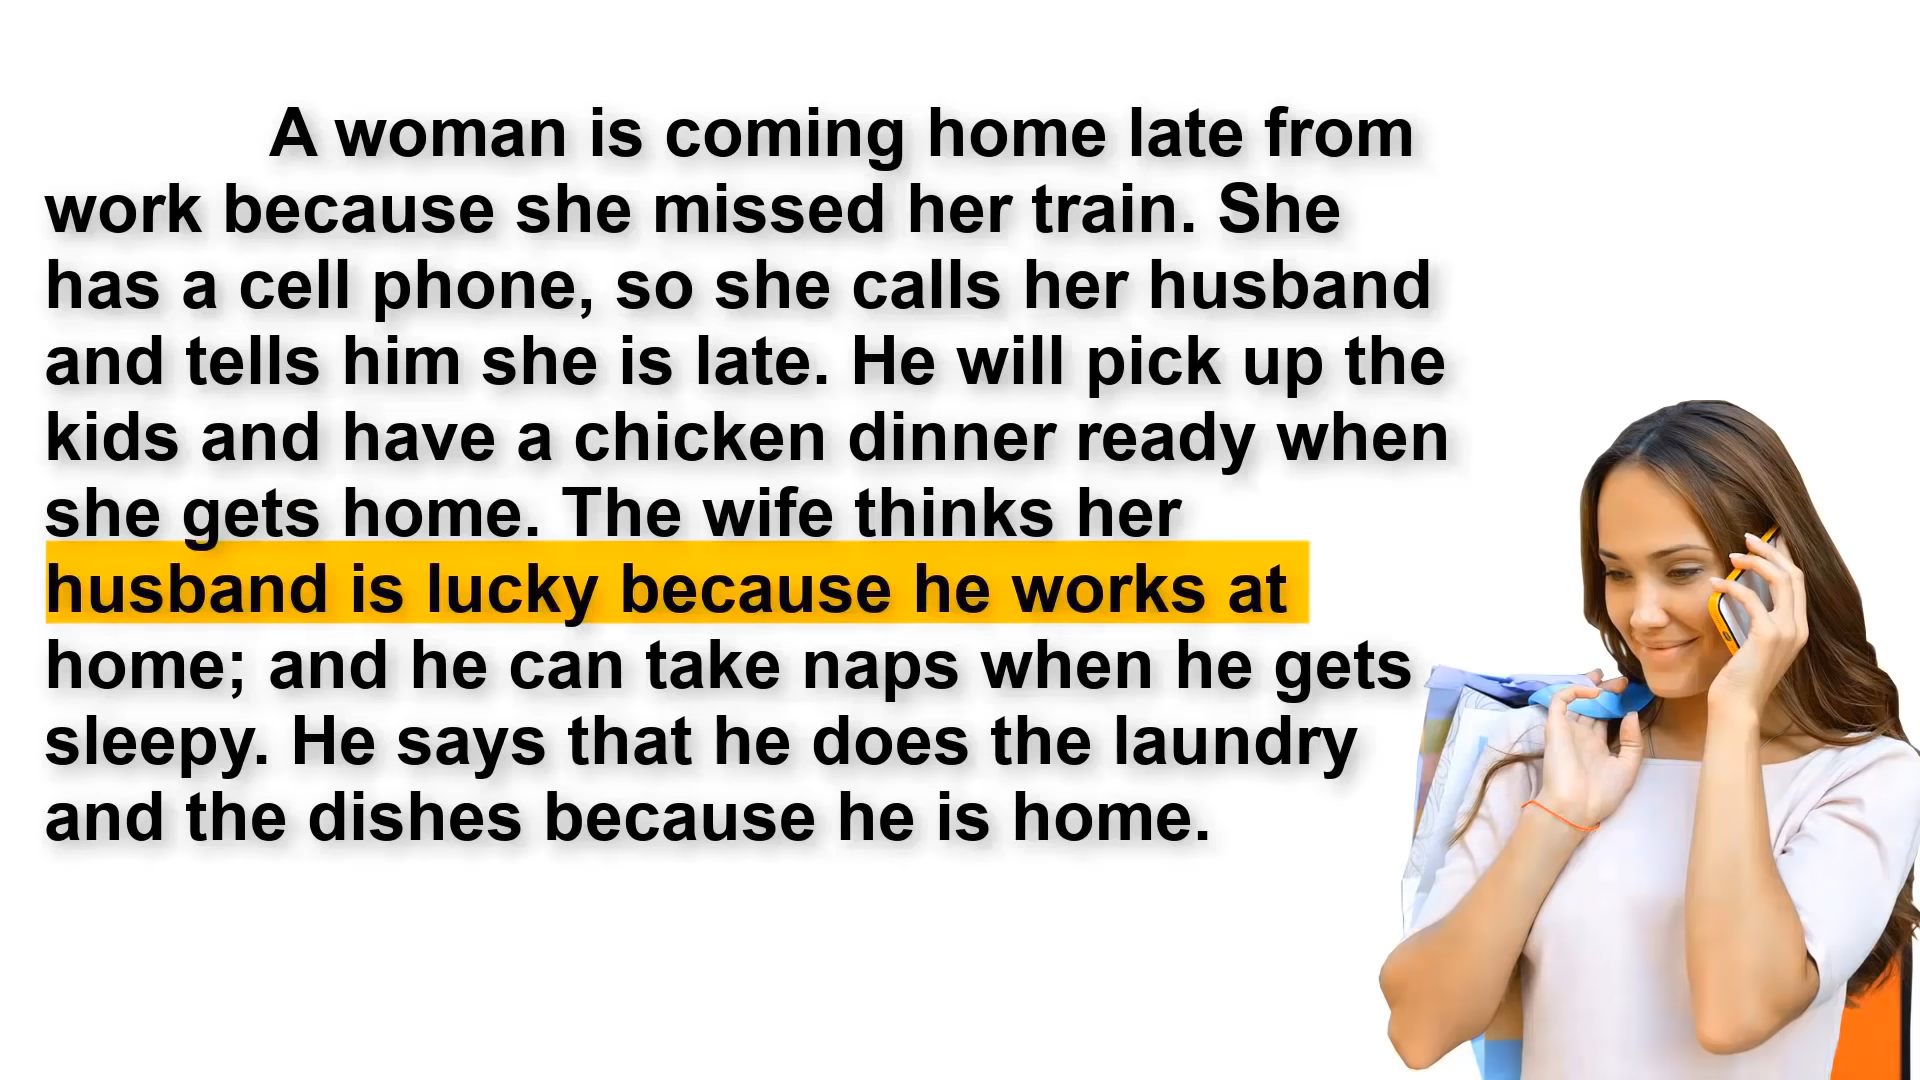 A woman is coming home late from
work because she missed her train. She
has a cell phone, so she calls her husband
and tells him she is late. He will pick up the
kids and have a chicken dinner ready when
she gets home. The wife thinks her
husband is lucky because he works at
home; and he can take naps when he gets
sleepy. He says that he does the laundry
and the dishes because he is home.